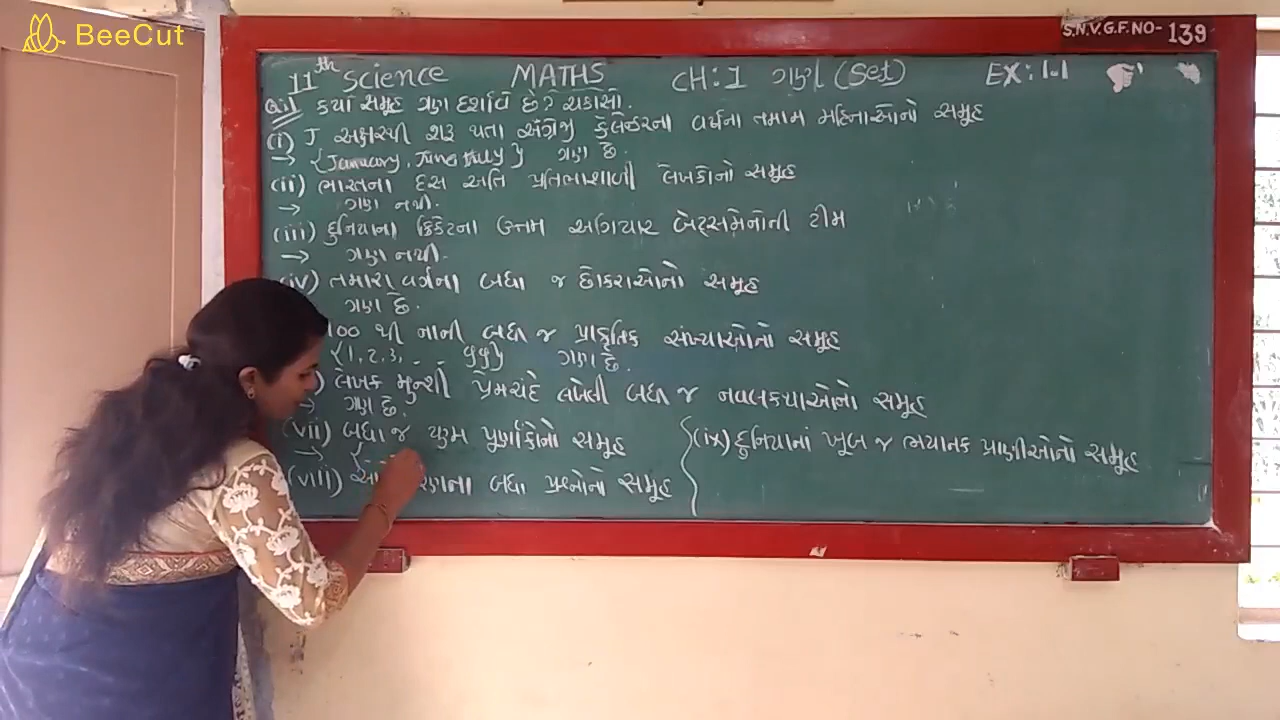 BeeCut
S.N.V.G.F.NO- 139
11th Science MATHS CH:1 ગણ (Set) EX:1.1
Q:1 કયો સમૂહ ગણ દર્શાવે છે? ચકાસો.
(i) J અક્ષરથી શરૂ થતા અંગ્રેજી કેલેન્ડરના વર્ષના તમામ મહિનાઓનો સમૂહ
→ {January, June, July} ગણ છે.
(ii) ભારતના દસ અતિ પ્રતિભાશાળી લેખકોનો સમૂહ
→ ગણ નથી.
(iii) દુનિયાના ક્રિકેટના ઉત્તમ અગિયાર બેટ્સમેનોની ટીમ
→ ગણ નથી.
(iv) તમારા વર્ગના બધા જ છોકરાઓનો સમૂહ
ગણ છે.
100 થી નાની બધી જ પ્રાકૃતિક સંખ્યાઓનો સમૂહ
{1, 2, 3, - - 99} ગણ છે.
) લેખક મુન્શી પ્રેમચંદે લખેલી બધી જ નવલકથાઓનો સમૂહ
→ ગણ છે.
(vii) બધા જ યુગ્મ પૂર્ણાંકોનો સમૂહ
→ {
(viii) બધા પ્રશ્નોનો સમૂહ
(ix) દુનિયાનાં ખૂબ જ ભયાનક પ્રાણીઓનો સમૂહ